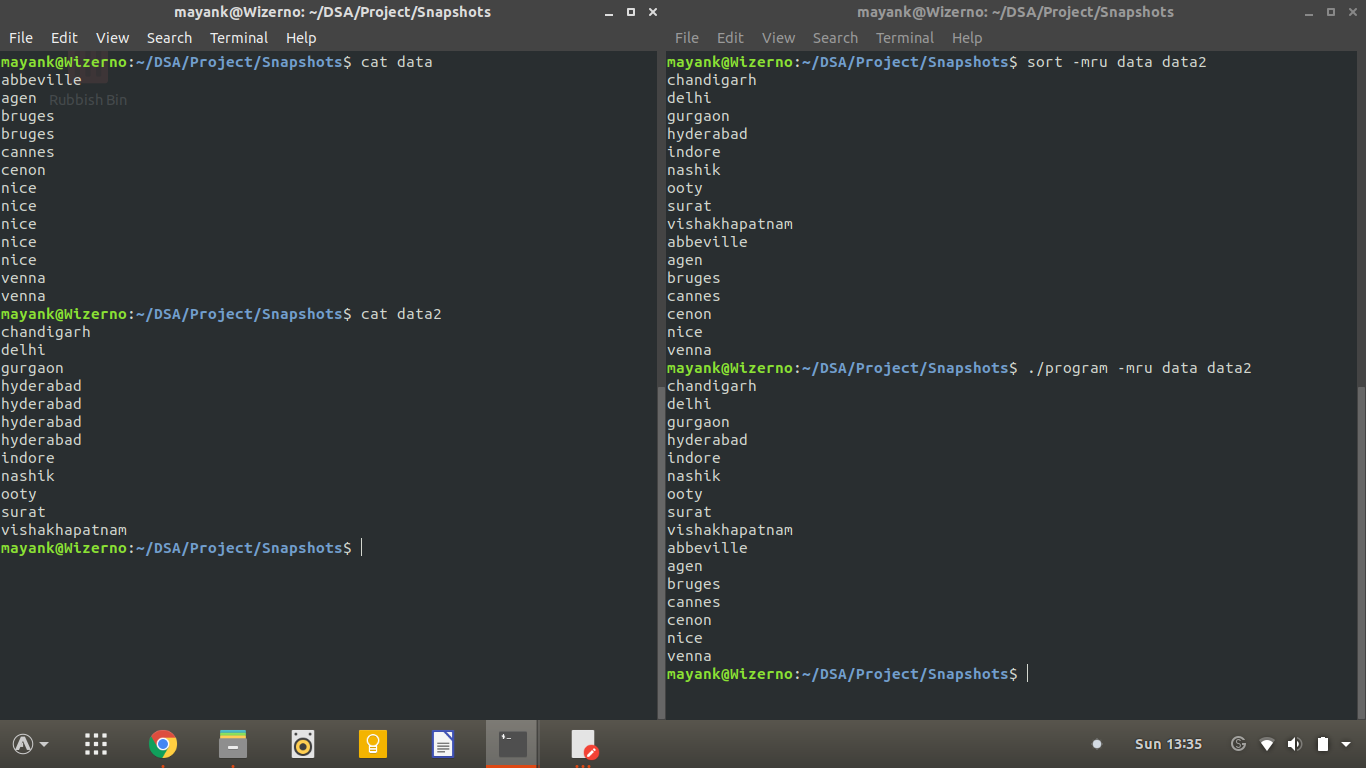 mayank@Wizerno: ~/DSA/Project/Snapshots
File Edit View Search Terminal Help
mayank@Wizerno:~/DSA/Project/Snapshots$ cat data
abbeville
agen
Rubbish Bin
bruges
bruges
cannes
cenon
nice
nice
nice
nice
nice
venna
venna
mayank@Wizerno:~/DSA/Project/Snapshots$ cat data2
chandigarh
delhi
gurgaon
hyderabad
hyderabad
hyderabad
hyderabad
indore
nashik
ooty
surat
vishakhapatnam
mayank@Wizerno:~/DSA/Project/Snapshots$
mayank@Wizerno: ~/DSA/Project/Snapshots
File Edit View Search Terminal Help
mayank@Wizerno:~/DSA/Project/Snapshots$ sort -mru data data2
chandigarh
delhi
gurgaon
hyderabad
indore
nashik
ooty
surat
vishakhapatnam
abbeville
agen
bruges
cannes
cenon
nice
venna
mayank@Wizerno:~/DSA/Project/Snapshots$ ./program -mru data data2
chandigarh
delhi
gurgaon
hyderabad
indore
nashik
ooty
surat
vishakhapatnam
abbeville
agen
bruges
cannes
cenon
nice
venna
mayank@Wizerno:~/DSA/Project/Snapshots$
Sun 13:35